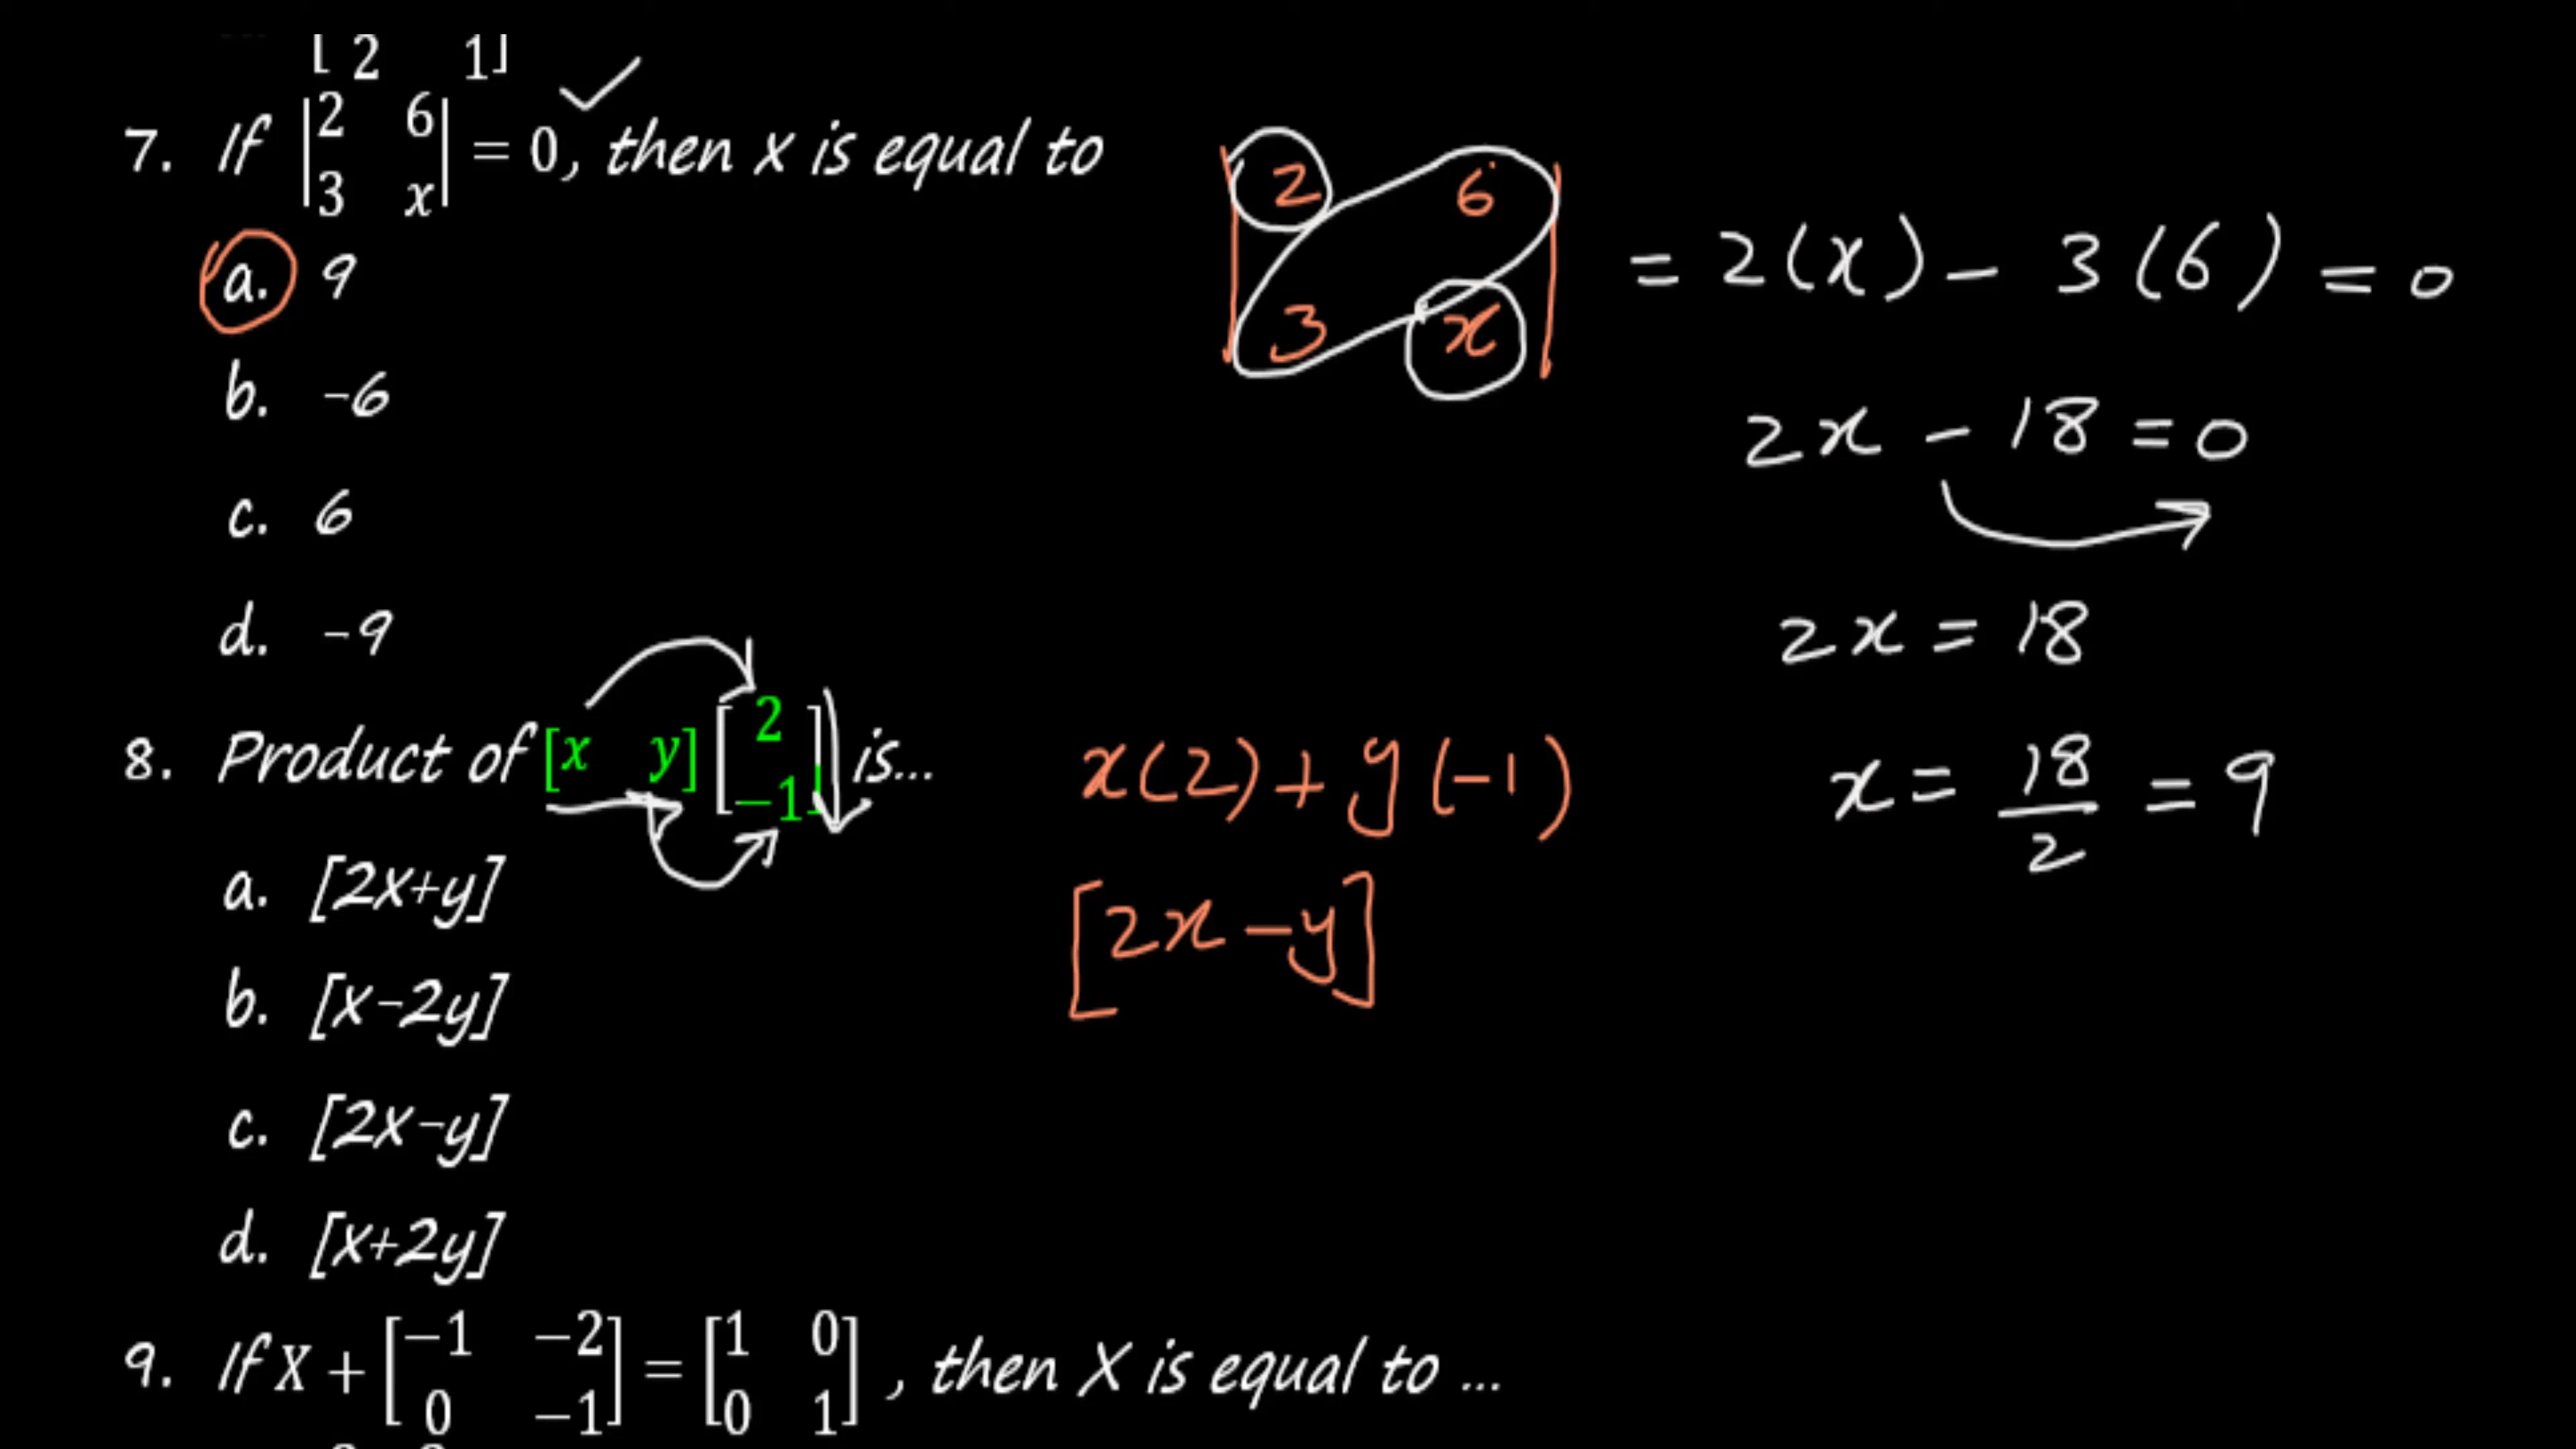 [ 2 1 ]
7. If |2 6| = 0, then x is equal to
|3 x|
a. 9
b. -6
c. 6
d. -9
8. Product of [x y] [2
-1] is...
a. [2x+y]
b. [x-2y]
c. [2x-y]
d. [x+2y]
9. If X + [-1 -2] = [1 0] , then X is equal to ...
[0 -1] [0 1]
|2 6|
|3 x| = 2(x) - 3(6) = 0
2x - 18 = 0
2x = 18
x = 18/2 = 9
x(2) + y(-1)
[2x - y]